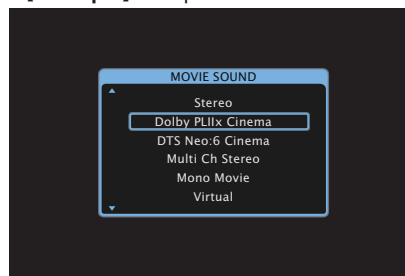 MOVIE SOUND
Stereo
Dolby PLIIx Cinema
DTS Neo:6 Cinema
Multi Ch Stereo
Mono Movie
Virtual